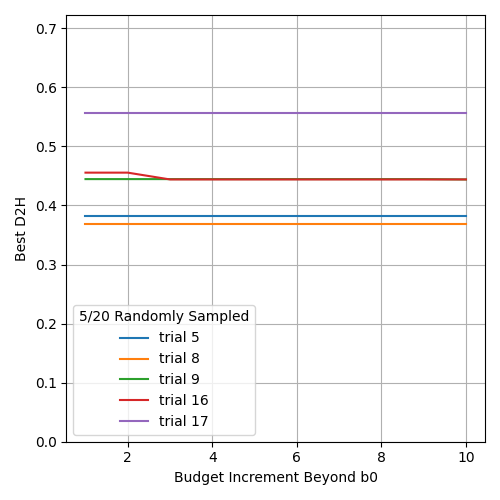 0.7
0.6
0.5
0.4
0.3
0.2
0.1
0.0
Best D2H
5/20 Randomly Sampled
trial 5
trial 8
trial 9
trial 16
trial 17
2
4
6
8
10
Budget Increment Beyond b0